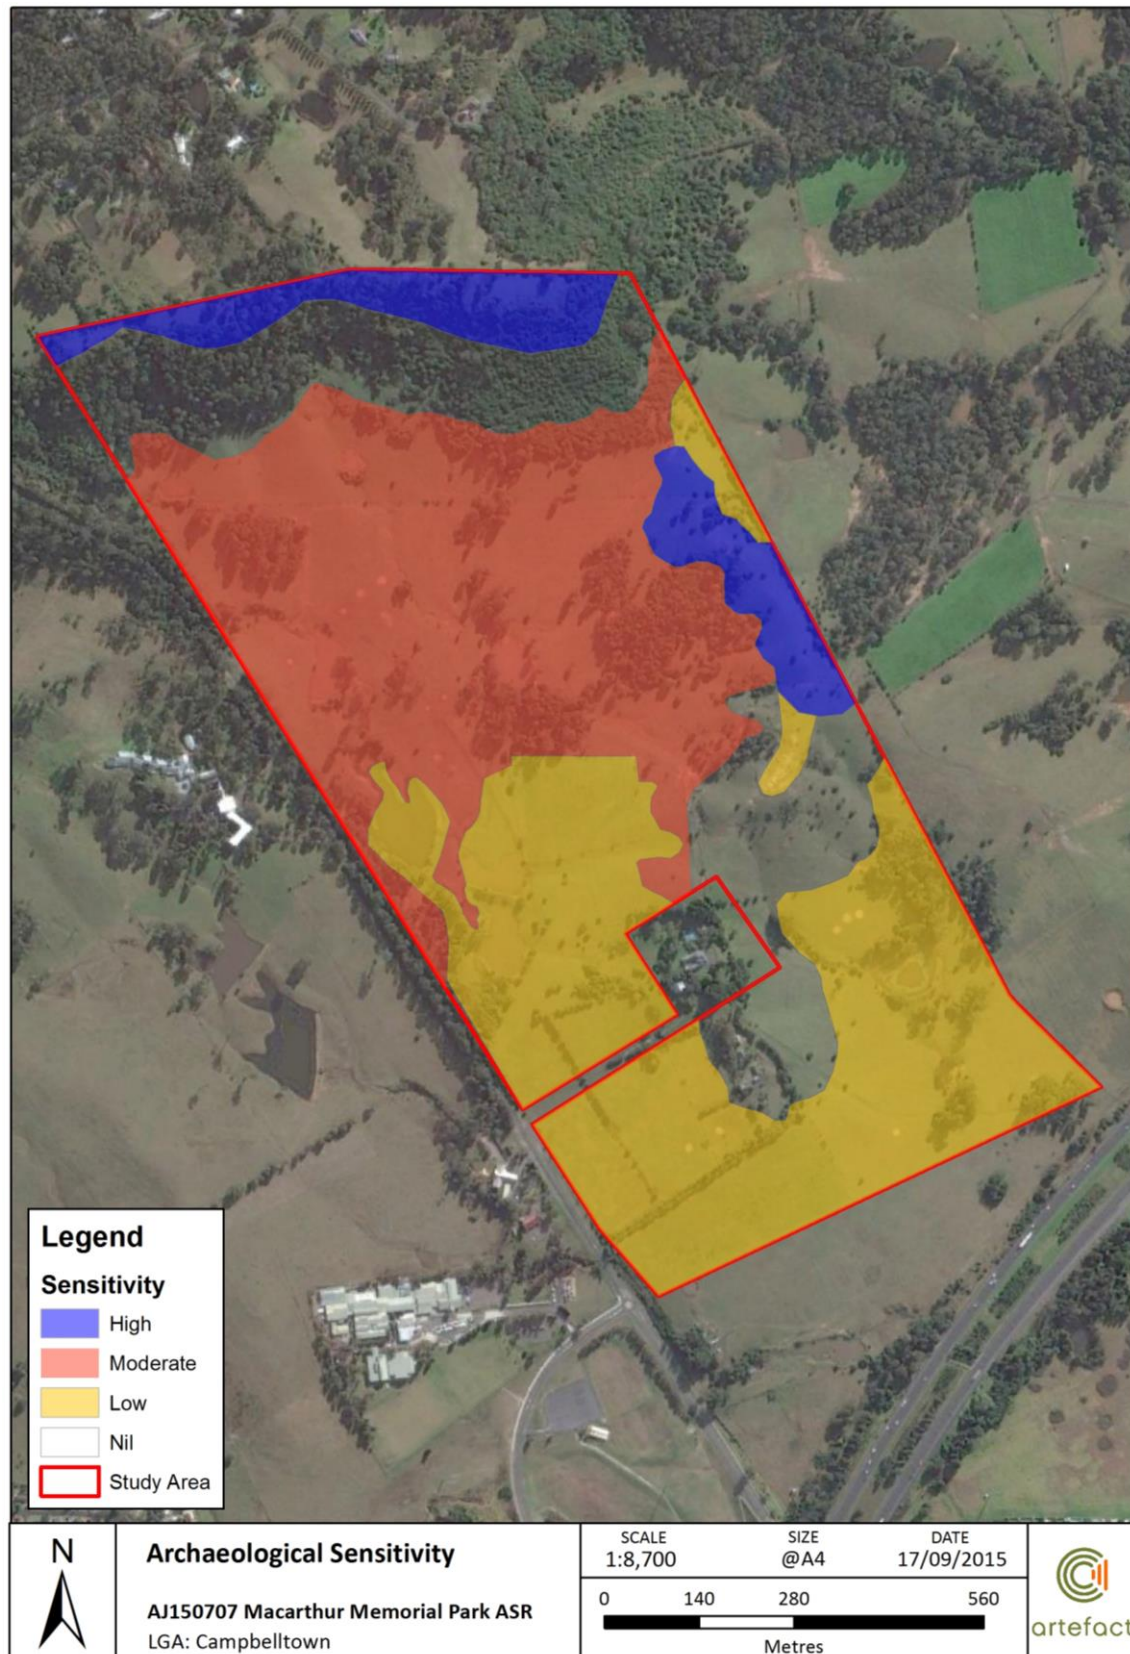 Legend
Sensitivity
High
Moderate
Low
Nil
Study Area
N
Archaeological Sensitivity
AJ150707 Macarthur Memorial Park ASR
LGA: Campbelltown
SCALE
1:8,700
SIZE
@A4
DATE
17/09/2015
0 140 280 560
Metres
artefact